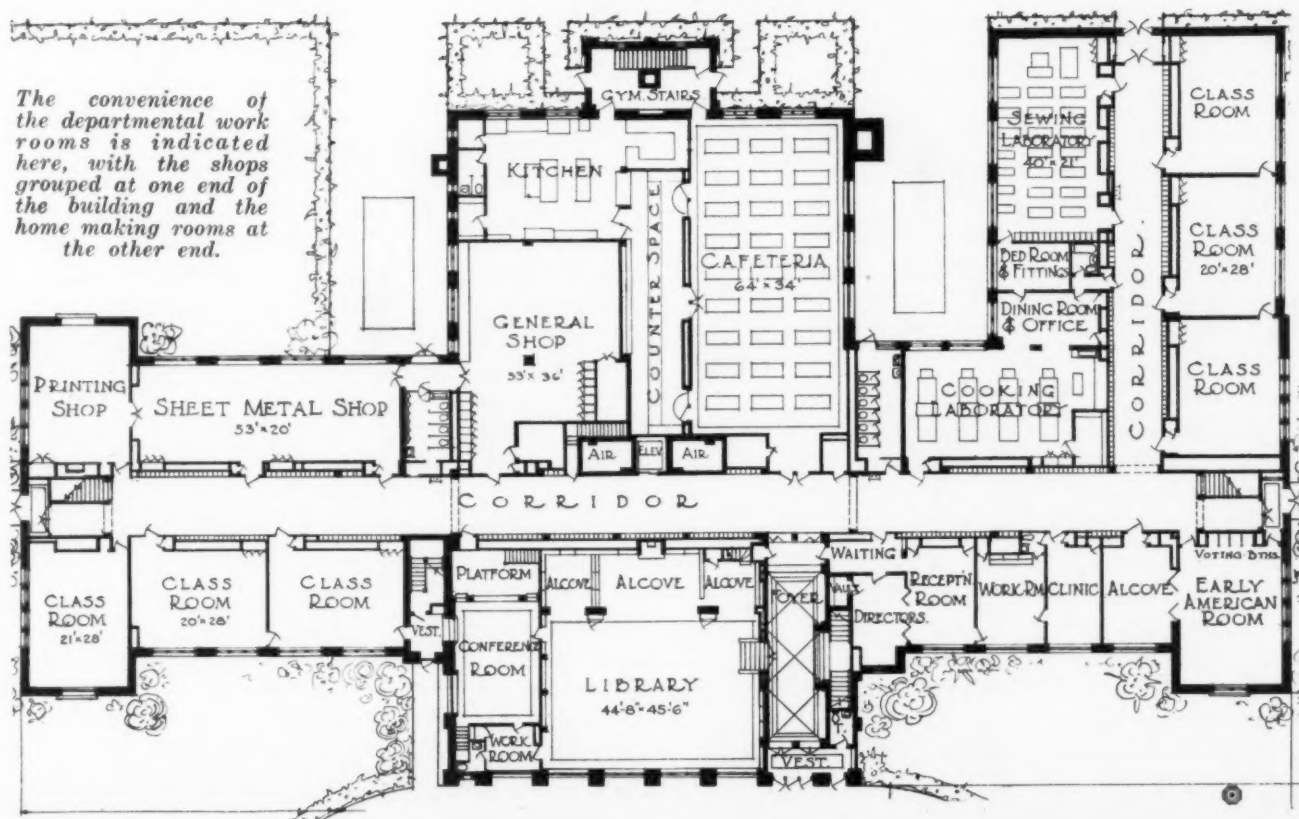 The convenience of
the departmental work
rooms is indicated
here, with the shops
grouped at one end of
the building and the
home making rooms at
the other end.
GYM. STAIRS
KITCHEN
COUNTER SPACE
CAFETERIA
64'×34'
GENERAL
SHOP
53'×36'
PRINTING
SHOP
SHEET METAL SHOP
53'×20'
AIR
ELEV.
AIR
SEWING
LABORATORY
40'×21'
BED ROOM
& FITTINGS
DINING ROOM
& OFFICE
COOKING
LABORATORY
CORRIDOR.
CLASS
ROOM
CLASS
ROOM
20'×28'
CLASS
ROOM
CORRIDOR
CLASS
ROOM
21'×28'
CLASS
ROOM
20'×28'
CLASS
ROOM
VEST.
PLATFORM
CONFERENCE
ROOM
WORK
ROOM
ALCOVE
ALCOVE
ALCOVE
LIBRARY
44'-8"×45'-6"
FOYER
VEST.
WAITING
VAULT
DIRECTORS.
RECEPT'N
ROOM
WORK RM.
CLINIC
ALCOVE
VOTING BTHS.
EARLY
AMERICAN
ROOM